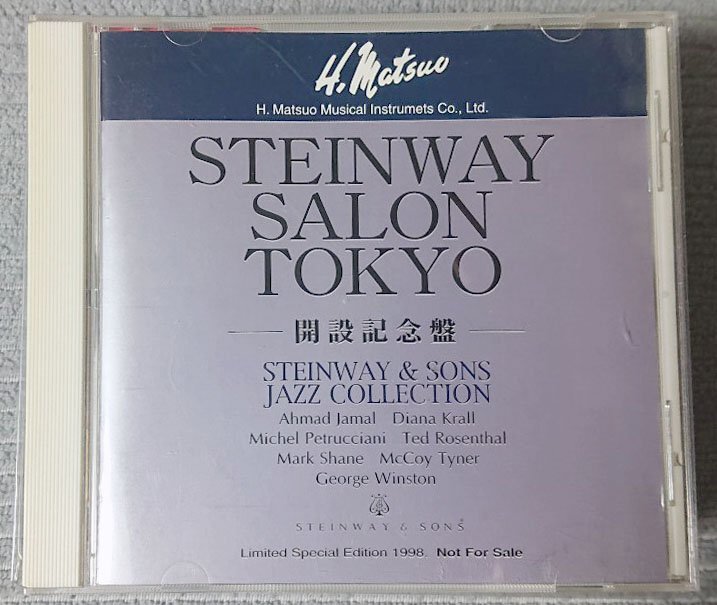 H. Matsuo
H. Matsuo Musical Instrumets Co., Ltd.
STEINWAY
SALON
TOKYO
開設記念盤
STEINWAY & SONS
JAZZ COLLECTION
Ahmad Jamal Diana Krall
Michel Petrucciani Ted Rosenthal
Mark Shane McCoy Tyner
George Winston
STEINWAY & SONS
Limited Special Edition 1998. Not For Sale